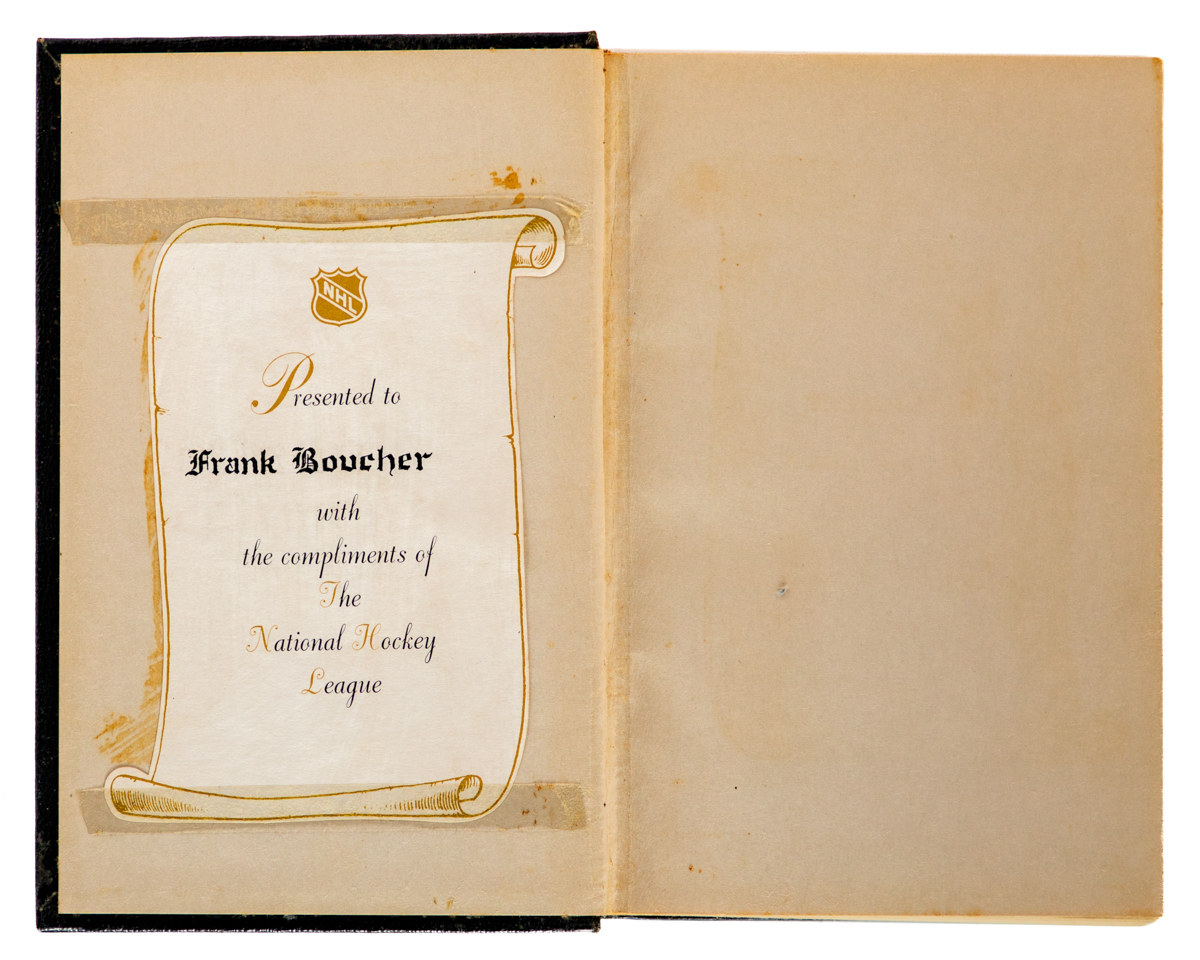 NHL
Presented to
Frank Boucher
with
the compliments of
The
National Hockey
League